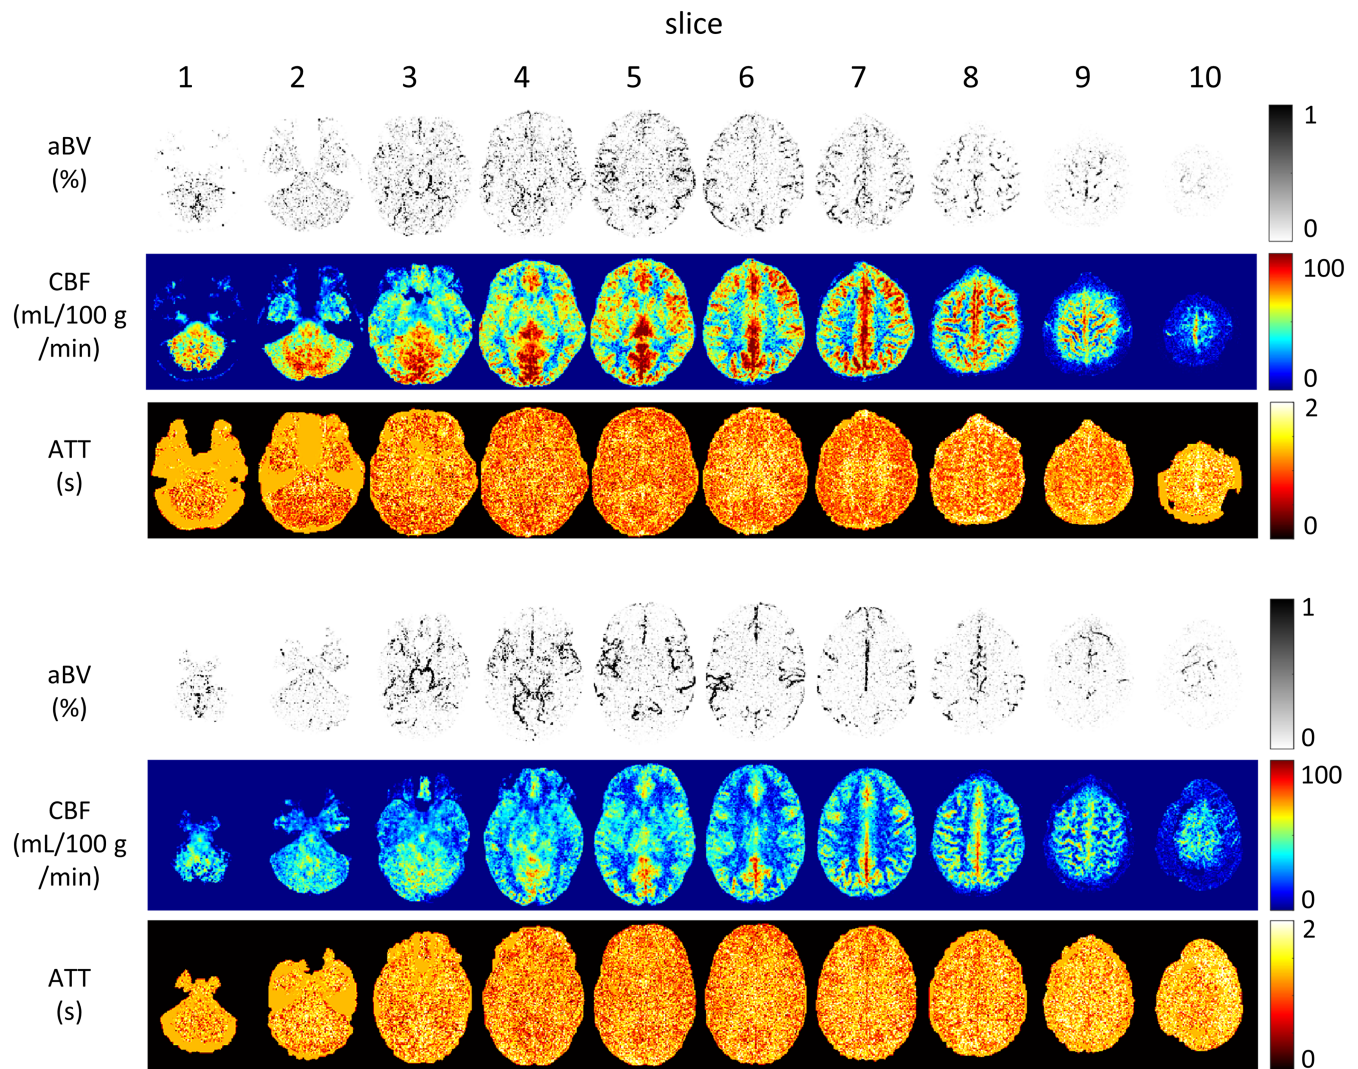 slice
1 2 3 4 5 6 7 8 9 10
aBV
(%)
1
0
CBF
(mL/100 g
/min)
100
0
ATT
(s)
2
0
aBV
(%)
1
0
CBF
(mL/100 g
/min)
100
0
ATT
(s)
2
0